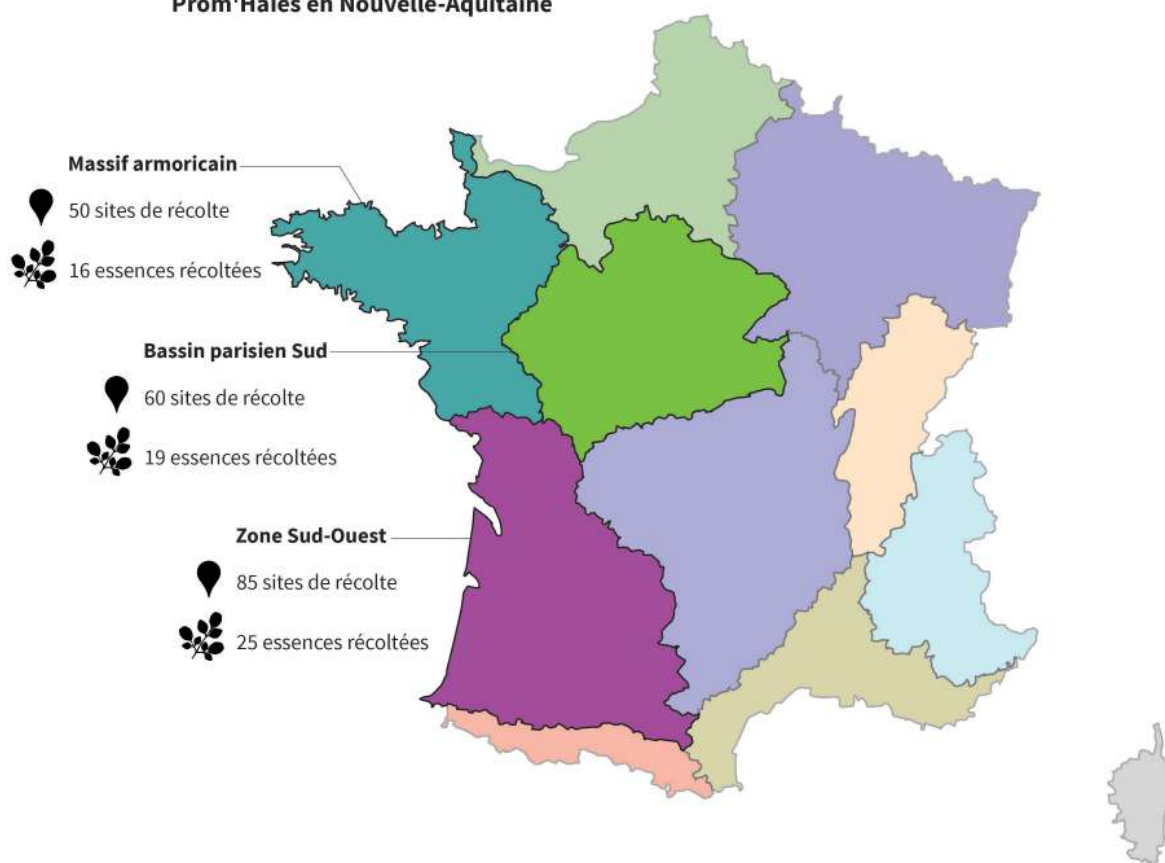 Prom'Haies en Nouvelle-Aquitaine
Massif armoricain
50 sites de récolte
16 essences récoltées
Bassin parisien Sud
60 sites de récolte
19 essences récoltées
Zone Sud-Ouest
85 sites de récolte
25 essences récoltées